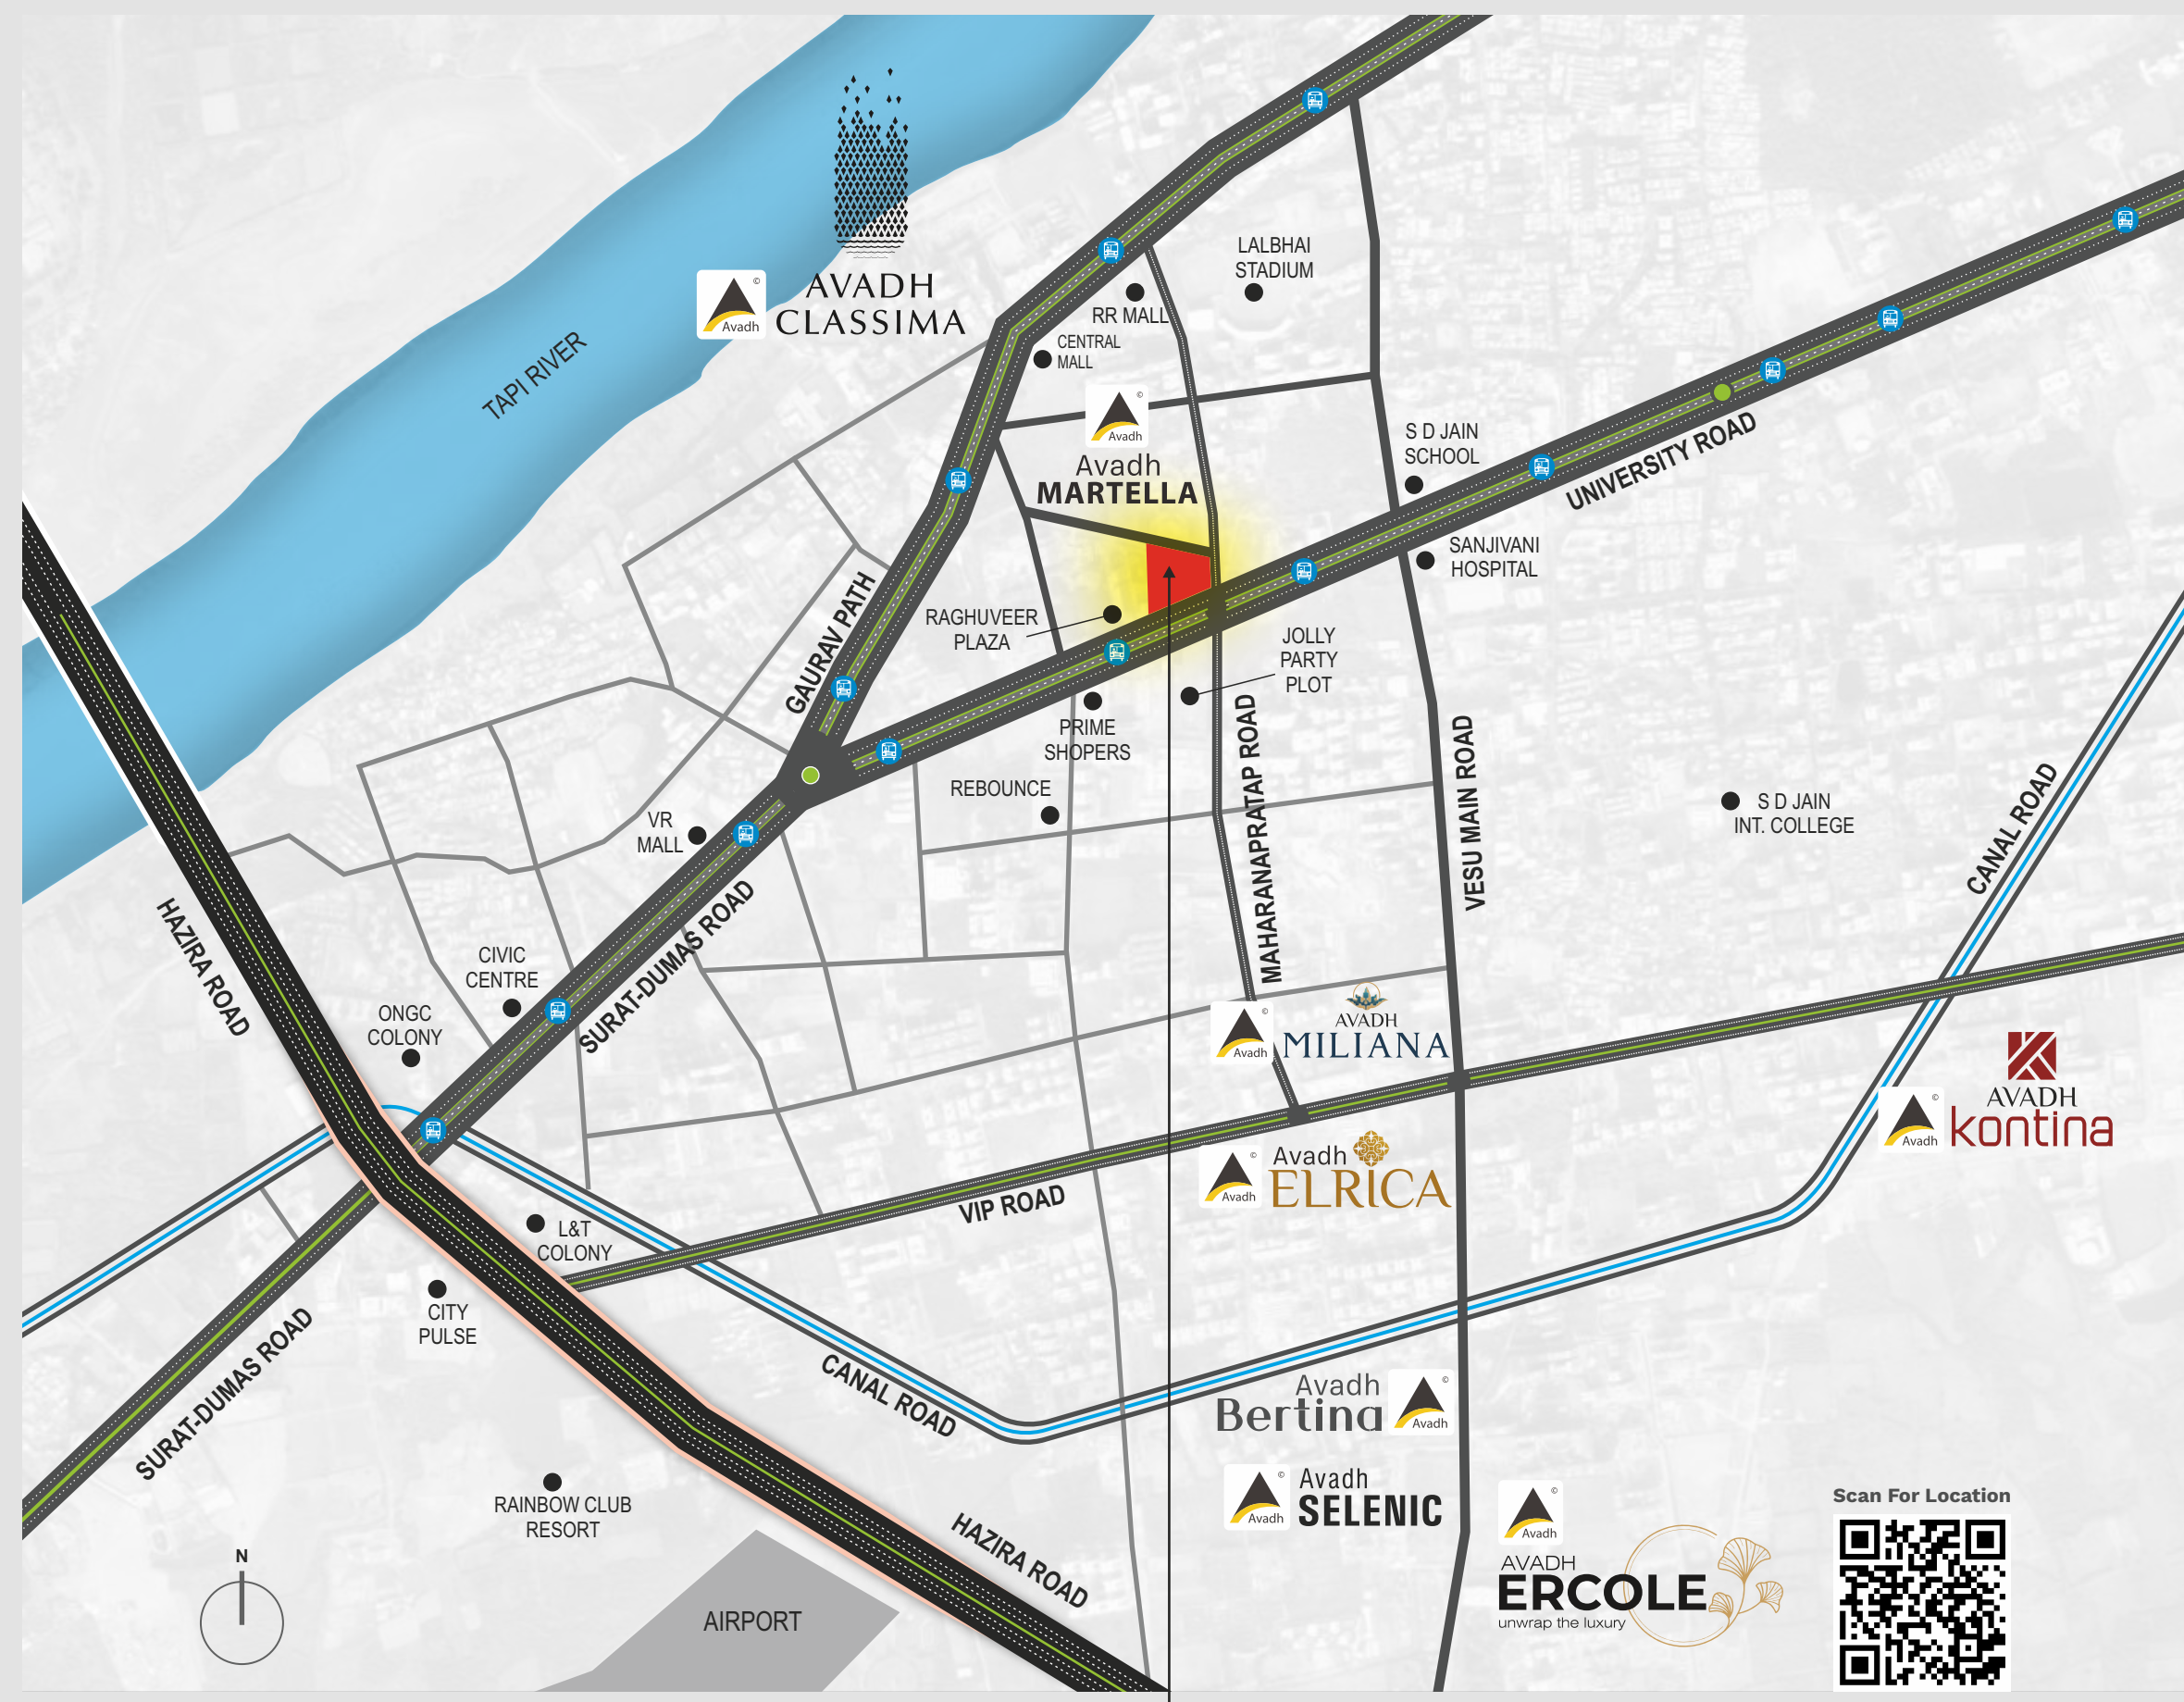 AVADH
CLASSIMA
©
Avadh
TAPI RIVER
LALBHAI
STADIUM
RR MALL
CENTRAL
MALL
©
Avadh
Avadh
MARTELLA
S D JAIN
SCHOOL
UNIVERSITY ROAD
SANJIVANI
HOSPITAL
GAURAV PATH
RAGHUVEER
PLAZA
JOLLY
PARTY
PLOT
PRIME
SHOPERS
REBOUNCE
MAHARANAPRATAP ROAD
VESU MAIN ROAD
S D JAIN
INT. COLLEGE
CANAL ROAD
VR
MALL
SURAT-DUMAS ROAD
HAZIRA ROAD
CIVIC
CENTRE
ONGC
COLONY
©
Avadh
AVADH
MILIANA
©
Avadh
AVADH
kontina
©
Avadh
Avadh
ELRICA
VIP ROAD
L&T
COLONY
CITY
PULSE
SURAT-DUMAS ROAD
CANAL ROAD
Avadh
Bertina
©
Avadh
©
Avadh
Avadh
SELENIC
RAINBOW CLUB
RESORT
HAZIRA ROAD
©
Avadh
AVADH
ERCOLE
unwrap the luxury
Scan For Location
N
AIRPORT